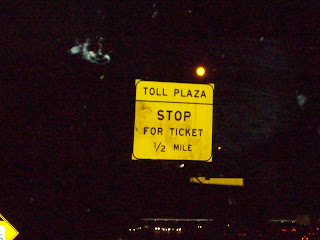 TOLL PLAZA
STOP
FOR TICKET
1/2 MILE